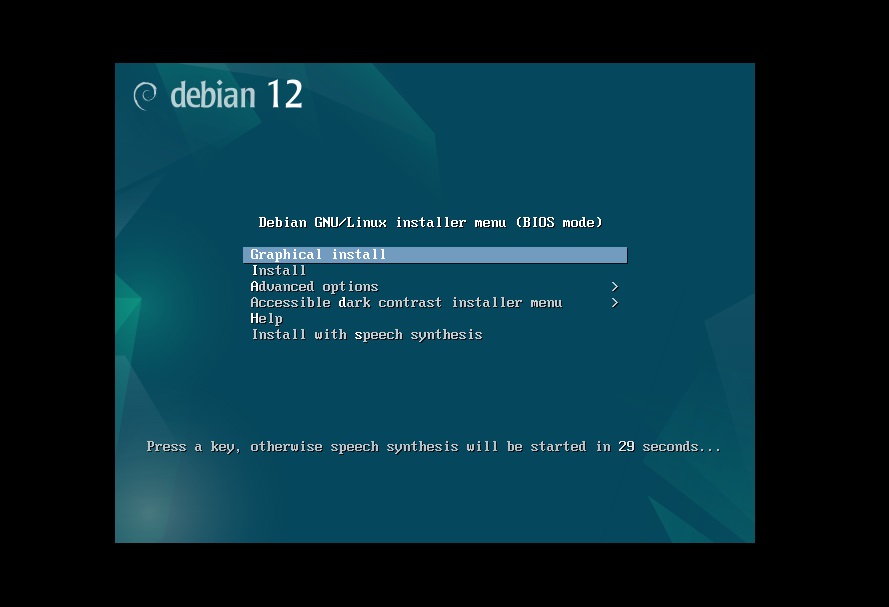 debian 12
Debian GNU/Linux installer menu (BIOS mode)
Graphical install
Install
Advanced options >
Accessible dark contrast installer menu >
Help
Install with speech synthesis
Press a key, otherwise speech synthesis will be started in 29 seconds...